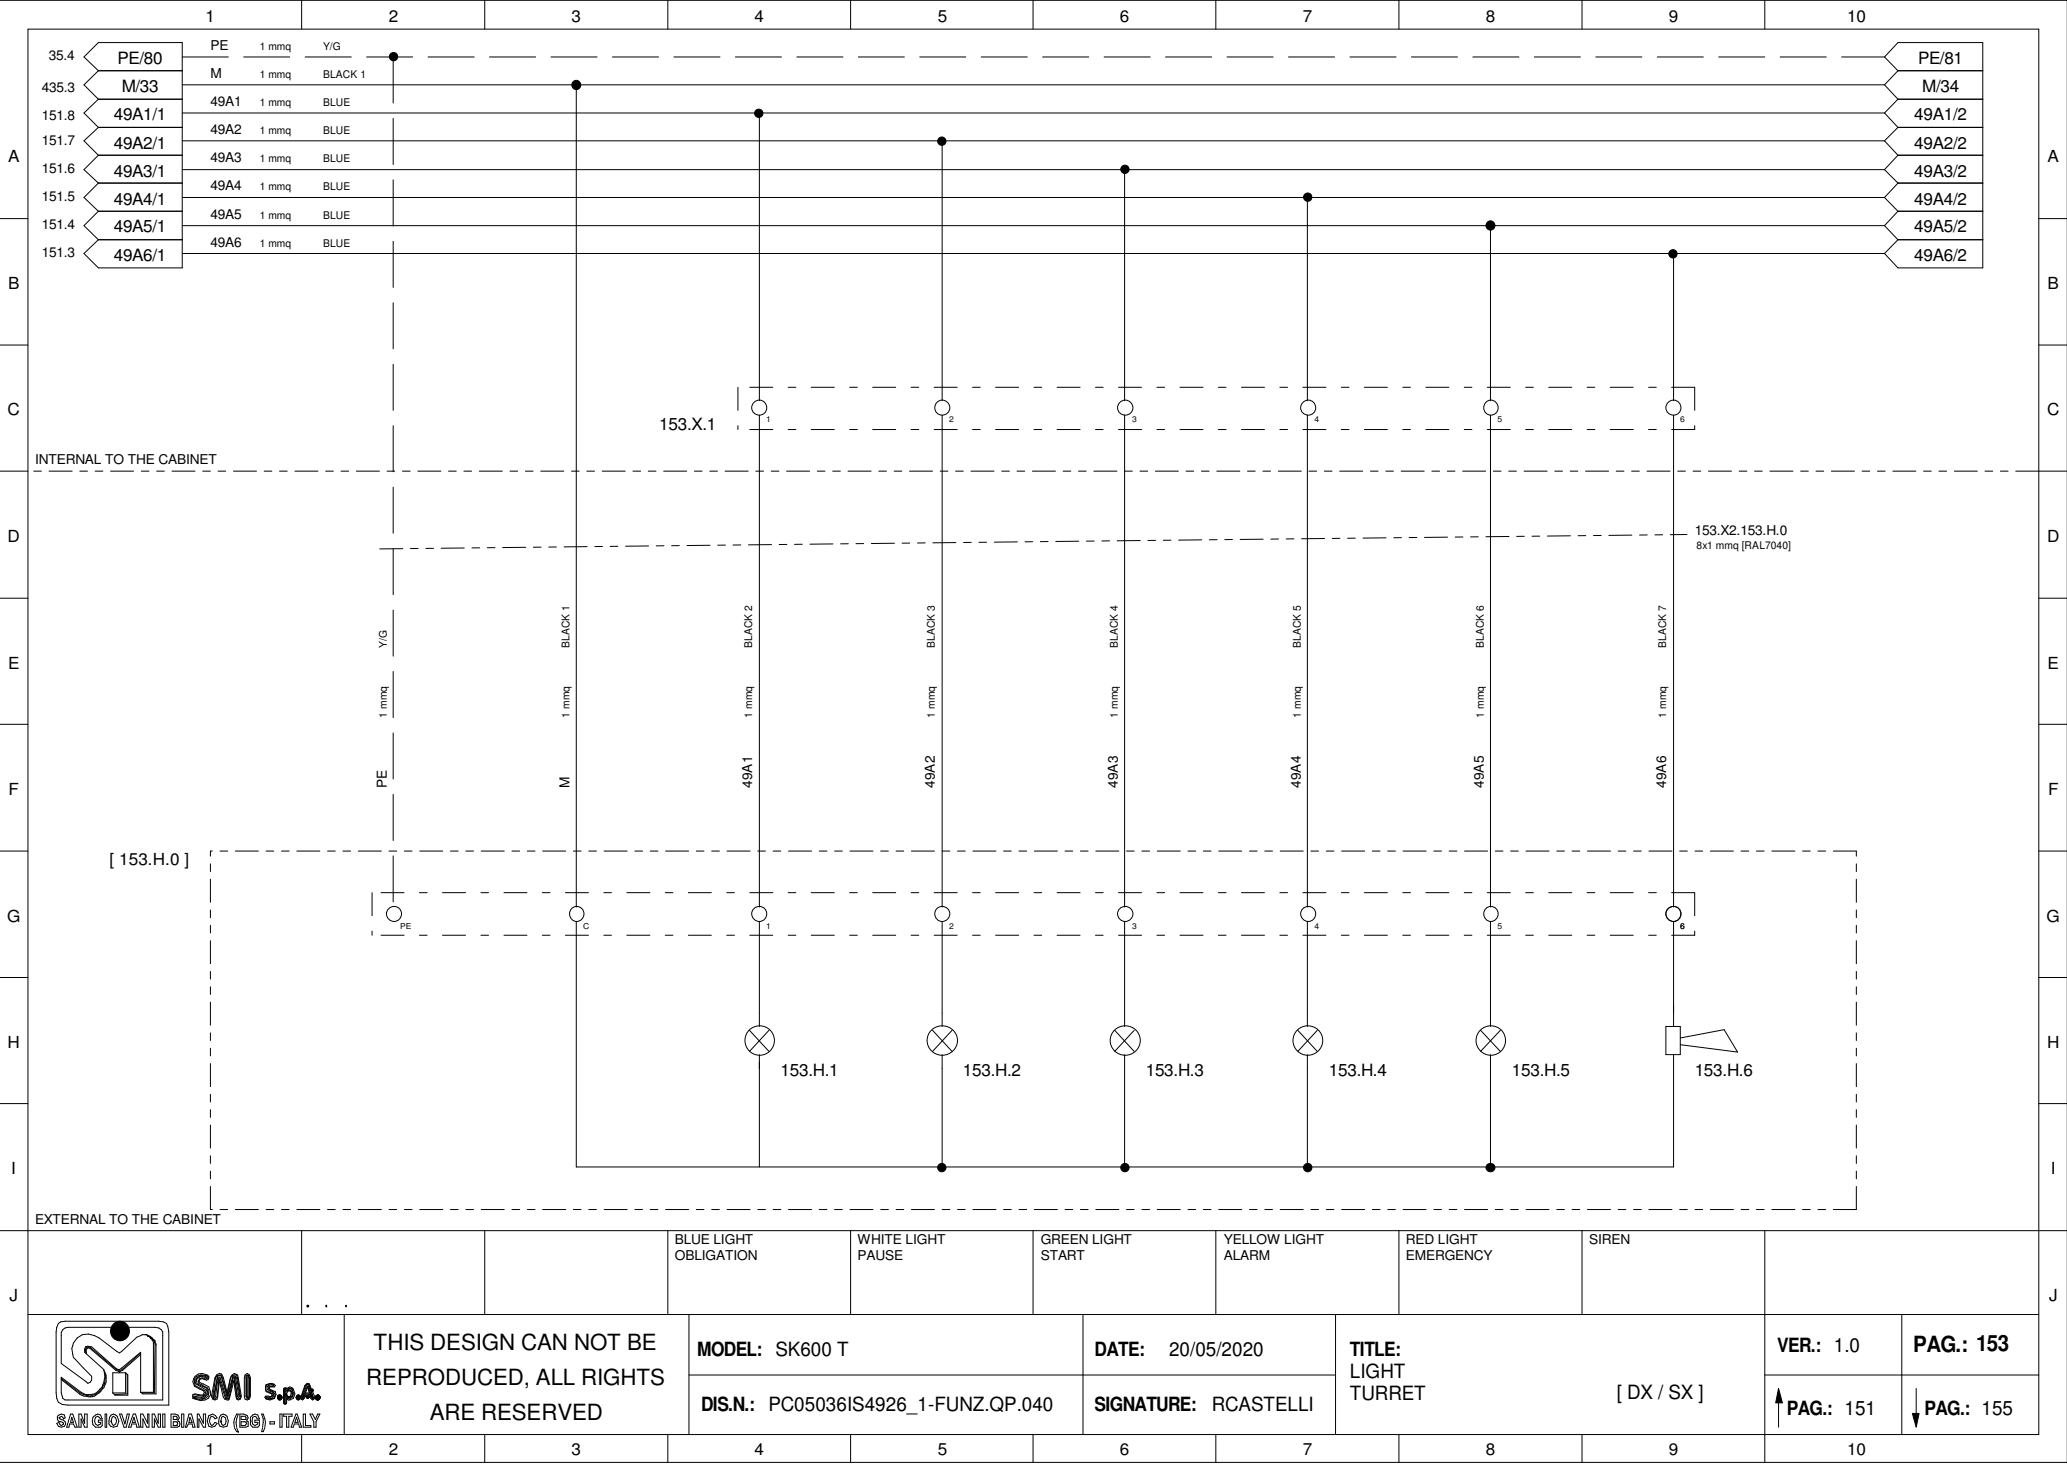 1 2 3 4 5 6 7 8 9 10
35.4 PE/80 PE 1 mmq Y/G PE/81
435.3 M/33 M 1 mmq BLACK 1 M/34
151.8 49A1/1 49A1 1 mmq BLUE 49A1/2
151.7 49A2/1 49A2 1 mmq BLUE 49A2/2
151.6 49A3/1 49A3 1 mmq BLUE 49A3/2
151.5 49A4/1 49A4 1 mmq BLUE 49A4/2
151.4 49A5/1 49A5 1 mmq BLUE 49A5/2
151.3 49A6/1 49A6 1 mmq BLUE 49A6/2
A A
B B
C C
153.X.1 1 2 3 4 5 6
INTERNAL TO THE CABINET
D D
153.X2.153.H.0
8x1 mmq [RAL7040]
Y/G BLACK 1 BLACK 2 BLACK 3 BLACK 4 BLACK 5 BLACK 6 BLACK 7
E E
1 mmq 1 mmq 1 mmq 1 mmq 1 mmq 1 mmq 1 mmq 1 mmq
PE M 49A1 49A2 49A3 49A4 49A5 49A6
F F
[ 153.H.0 ]
G G
PE C 1 2 3 4 5 6
H H
153.H.1 153.H.2 153.H.3 153.H.4 153.H.5 153.H.6
I I
EXTERNAL TO THE CABINET
BLUE LIGHT
OBLIGATION
WHITE LIGHT
PAUSE
GREEN LIGHT
START
YELLOW LIGHT
ALARM
RED LIGHT
EMERGENCY
SIREN
J J
. . .
SMI S.p.A.
SAN GIOVANNI BIANCO (BG) - ITALY
THIS DESIGN CAN NOT BE
REPRODUCED, ALL RIGHTS
ARE RESERVED
MODEL: SK600 T
DIS.N.: PC05036IS4926_1-FUNZ.QP.040
DATE: 20/05/2020
SIGNATURE: RCASTELLI
TITLE:
LIGHT
TURRET
[ DX / SX ]
VER.: 1.0
PAG.: 153
PAG.: 151
PAG.: 155
1 2 3 4 5 6 7 8 9 10